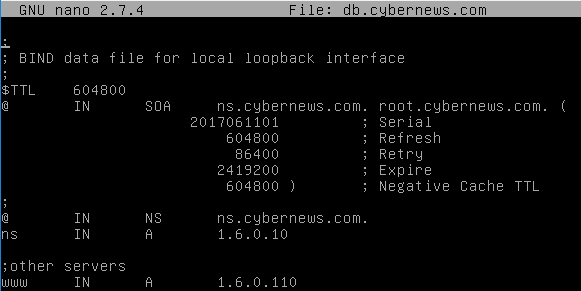 GNU nano 2.7.4 File: db.cybernews.com
;
; BIND data file for local loopback interface
;
$TTL 604800
@ IN SOA ns.cybernews.com. root.cybernews.com. (
2017061101 ; Serial
604800 ; Refresh
86400 ; Retry
2419200 ; Expire
604800 ) ; Negative Cache TTL
;
@ IN NS ns.cybernews.com.
ns IN A 1.6.0.10
;other servers
www IN A 1.6.0.110